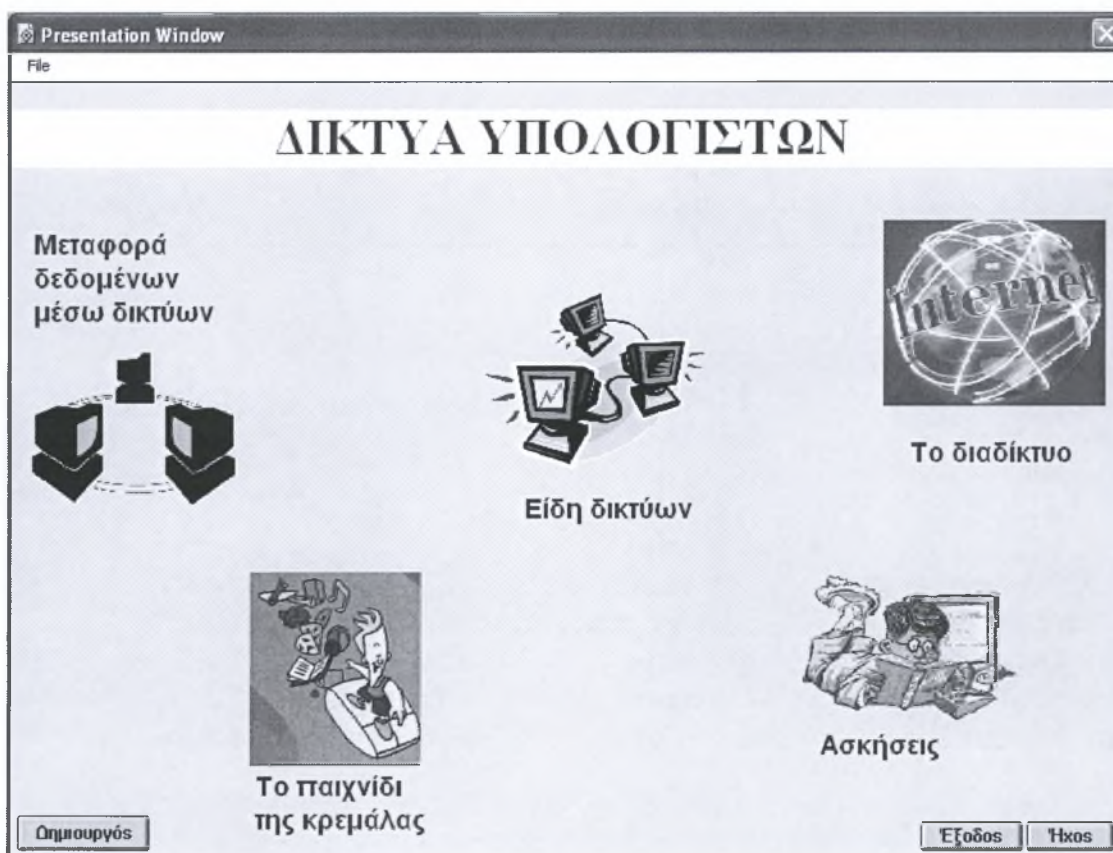 Presentation Window
File
ΔΙΚΤΥΑ ΥΠΟΛΟΓΙΣΤΩΝ
Μεταφορά
δεδομένων
μέσω δικτύων
Internet
Το διαδίκτυο
Είδη δικτύων
Το παιχνίδι
της κρεμάλας
Ασκήσεις
Δημιουργός
Έξοδος
Ήχος